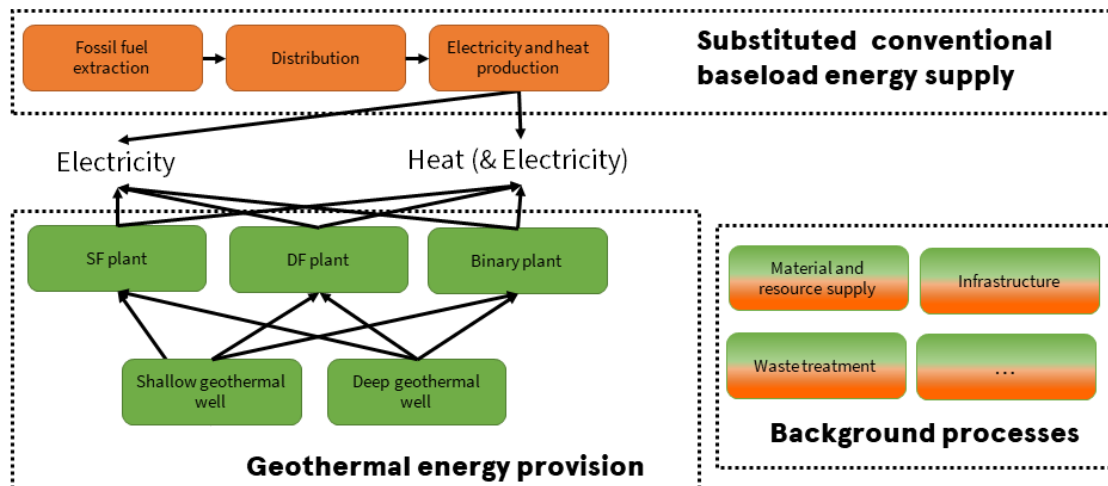 Fossil fuel
extraction
Distribution
Electricity and heat
production
Substituted conventional
baseload energy supply
Electricity
Heat (& Electricity)
SF plant
DF plant
Binary plant
Shallow geothermal
well
Deep geothermal
well
Geothermal energy provision
Material and
resource supply
Infrastructure
Waste treatment
...
Background processes